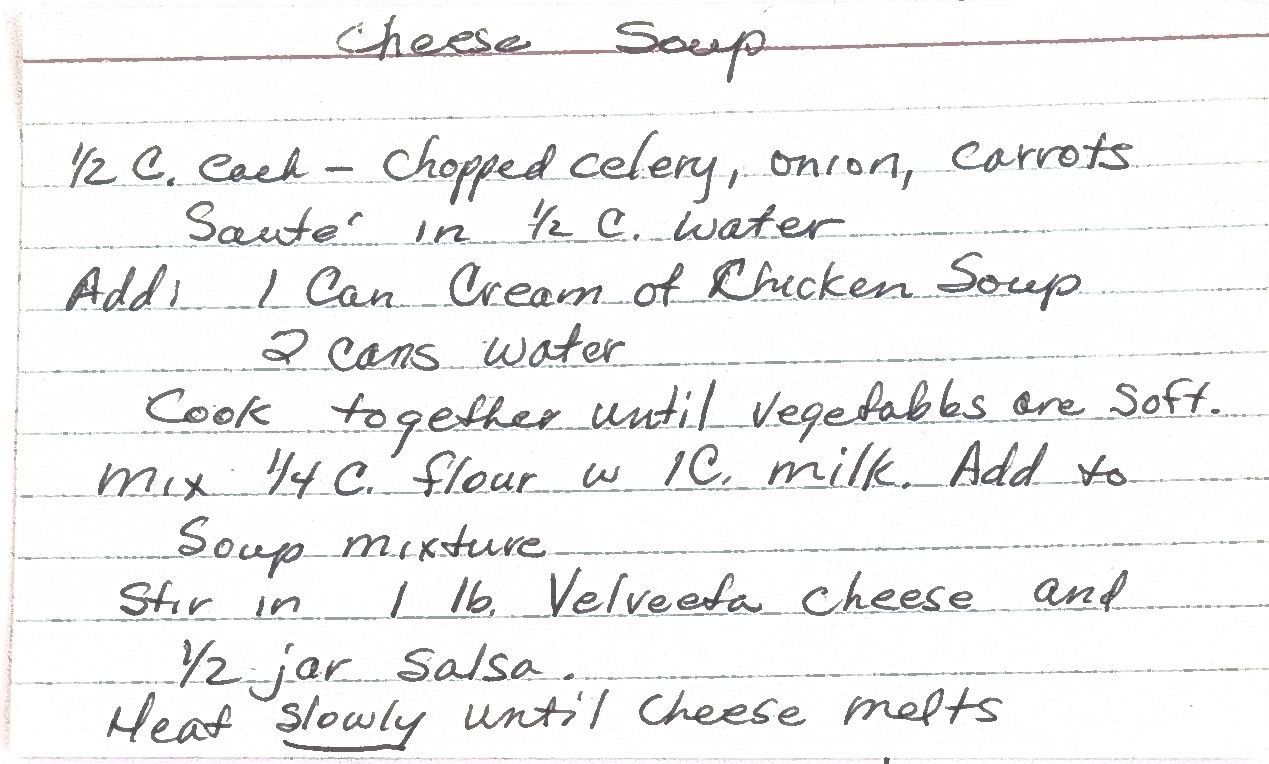 Cheese Soup
1/2 C. each - chopped celery, onion, carrots
Sauté in 1/2 C. water
Add: 1 Can Cream of Chicken Soup
2 cans water
Cook together until vegetables are soft.
Mix 1/4 C. flour w 1C. milk. Add to
Soup mixture
Stir in 1 lb. Velveeta cheese and
1/2 jar salsa.
Heat slowly until cheese melts